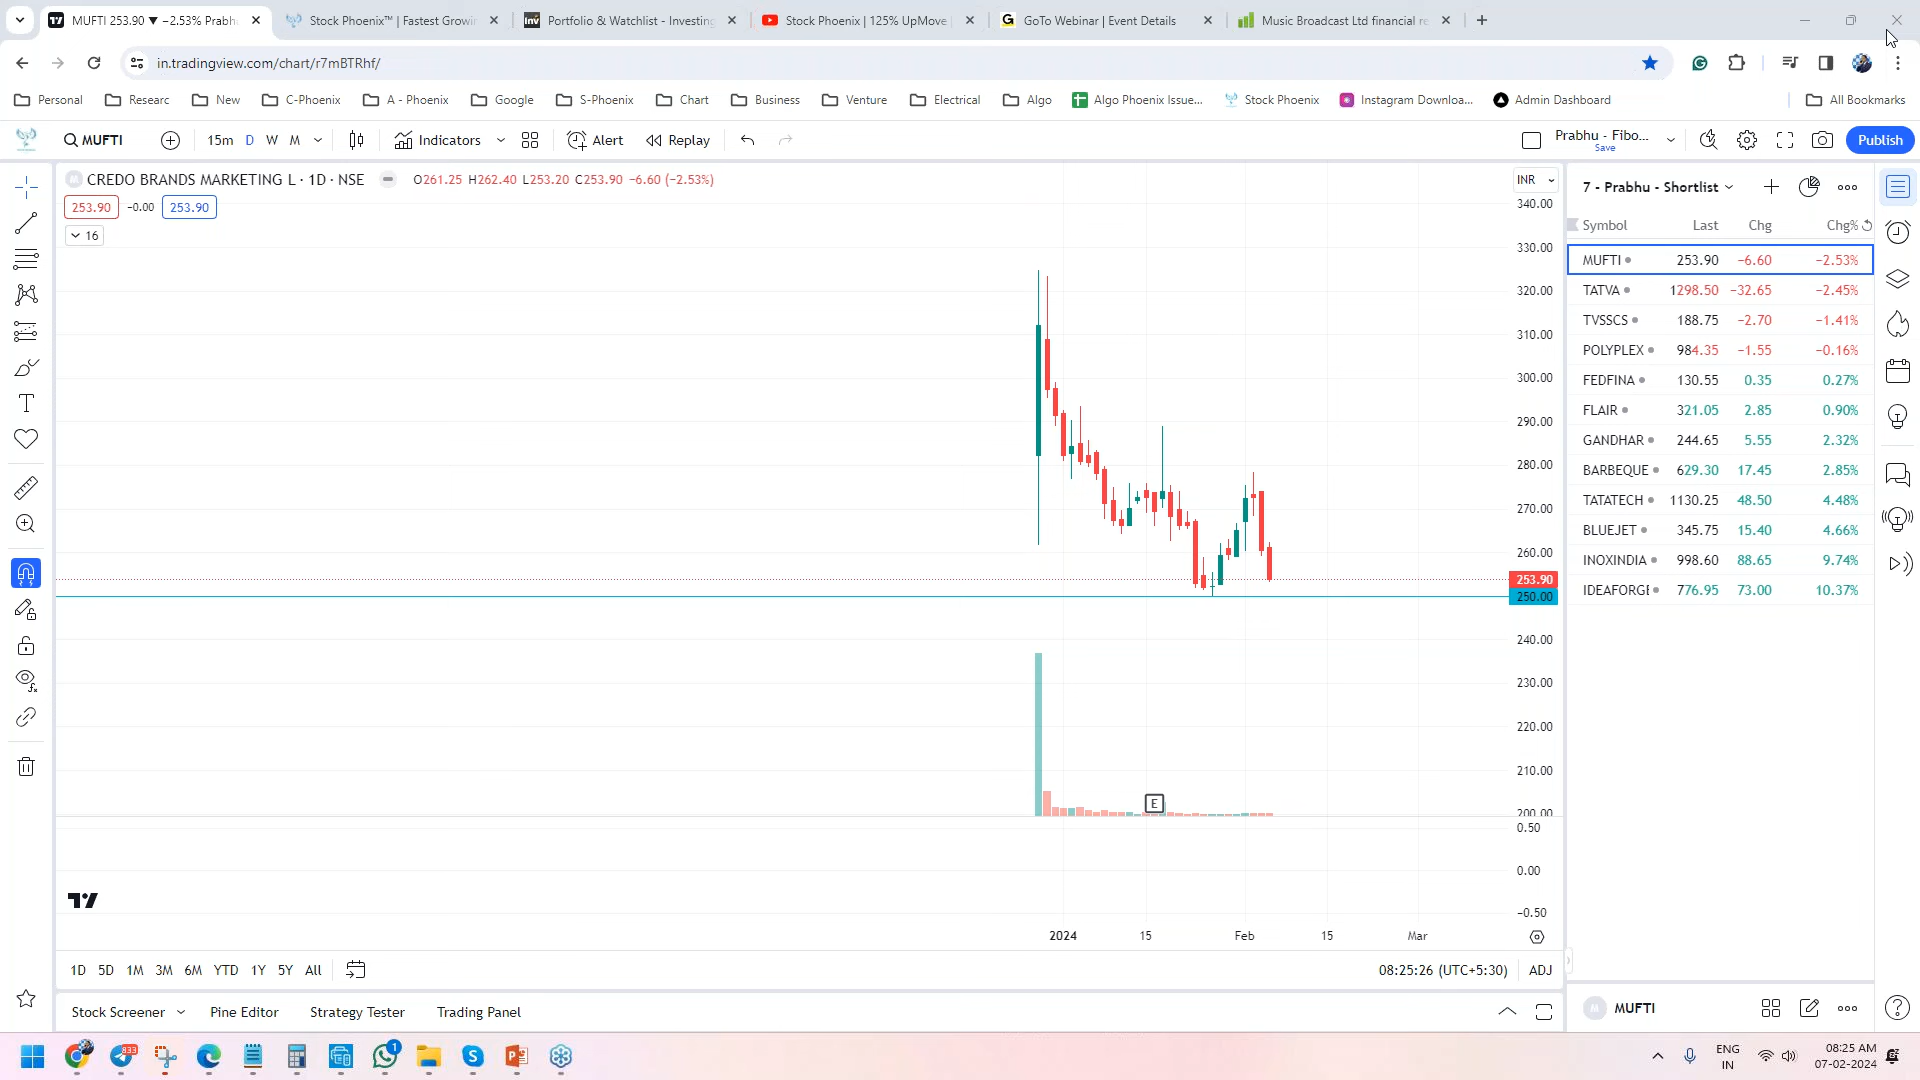 MUFTI 253.90 ▼ −2.53% Prabh
Stock Phoenix™ | Fastest Growin
Portfolio & Watchlist - Investing
Stock Phoenix | 125% UpMove
GoTo Webinar | Event Details
Music Broadcast Ltd financial re
in.tradingview.com/chart/r7mBTRhf/
Personal
Researc
New
C-Phoenix
A - Phoenix
Google
S-Phoenix
Chart
Business
Venture
Electrical
Algo
Algo Phoenix Issue...
Stock Phoenix
Instagram Downloa...
Admin Dashboard
All Bookmarks
MUFTI
15m D W M
Indicators
Alert
Replay
Prabhu - Fibo...
Save
Publish
CREDO BRANDS MARKETING L · 1D · NSE
O261.25 H262.40 L253.20 C253.90 −6.60 (−2.53%)
253.90 −0.00 253.90
16
INR
340.00
330.00
320.00
310.00
300.00
290.00
280.00
270.00
260.00
253.90
250.00
240.00
230.00
220.00
210.00
200.00
0.50
0.00
−0.50
E
2024 15 Feb 15 Mar
1D 5D 1M 3M 6M YTD 1Y 5Y All
08:25:26 (UTC+5:30) ADJ
Stock Screener
Pine Editor
Strategy Tester
Trading Panel
7 - Prabhu - Shortlist
Symbol Last Chg Chg%
MUFTI 253.90 −6.60 −2.53%
TATVA 1298.50 −32.65 −2.45%
TVSSCS 188.75 −2.70 −1.41%
POLYPLEX 984.35 −1.55 −0.16%
FEDFINA 130.55 0.35 0.27%
FLAIR 321.05 2.85 0.90%
GANDHAR 244.65 5.55 2.32%
BARBEQUE 629.30 17.45 2.85%
TATATECH 1130.25 48.50 4.48%
BLUEJET 345.75 15.40 4.66%
INOXINDIA 998.60 88.65 9.74%
IDEAFORGE 776.95 73.00 10.37%
M MUFTI
833
1
ENG
IN
08:25 AM
07-02-2024